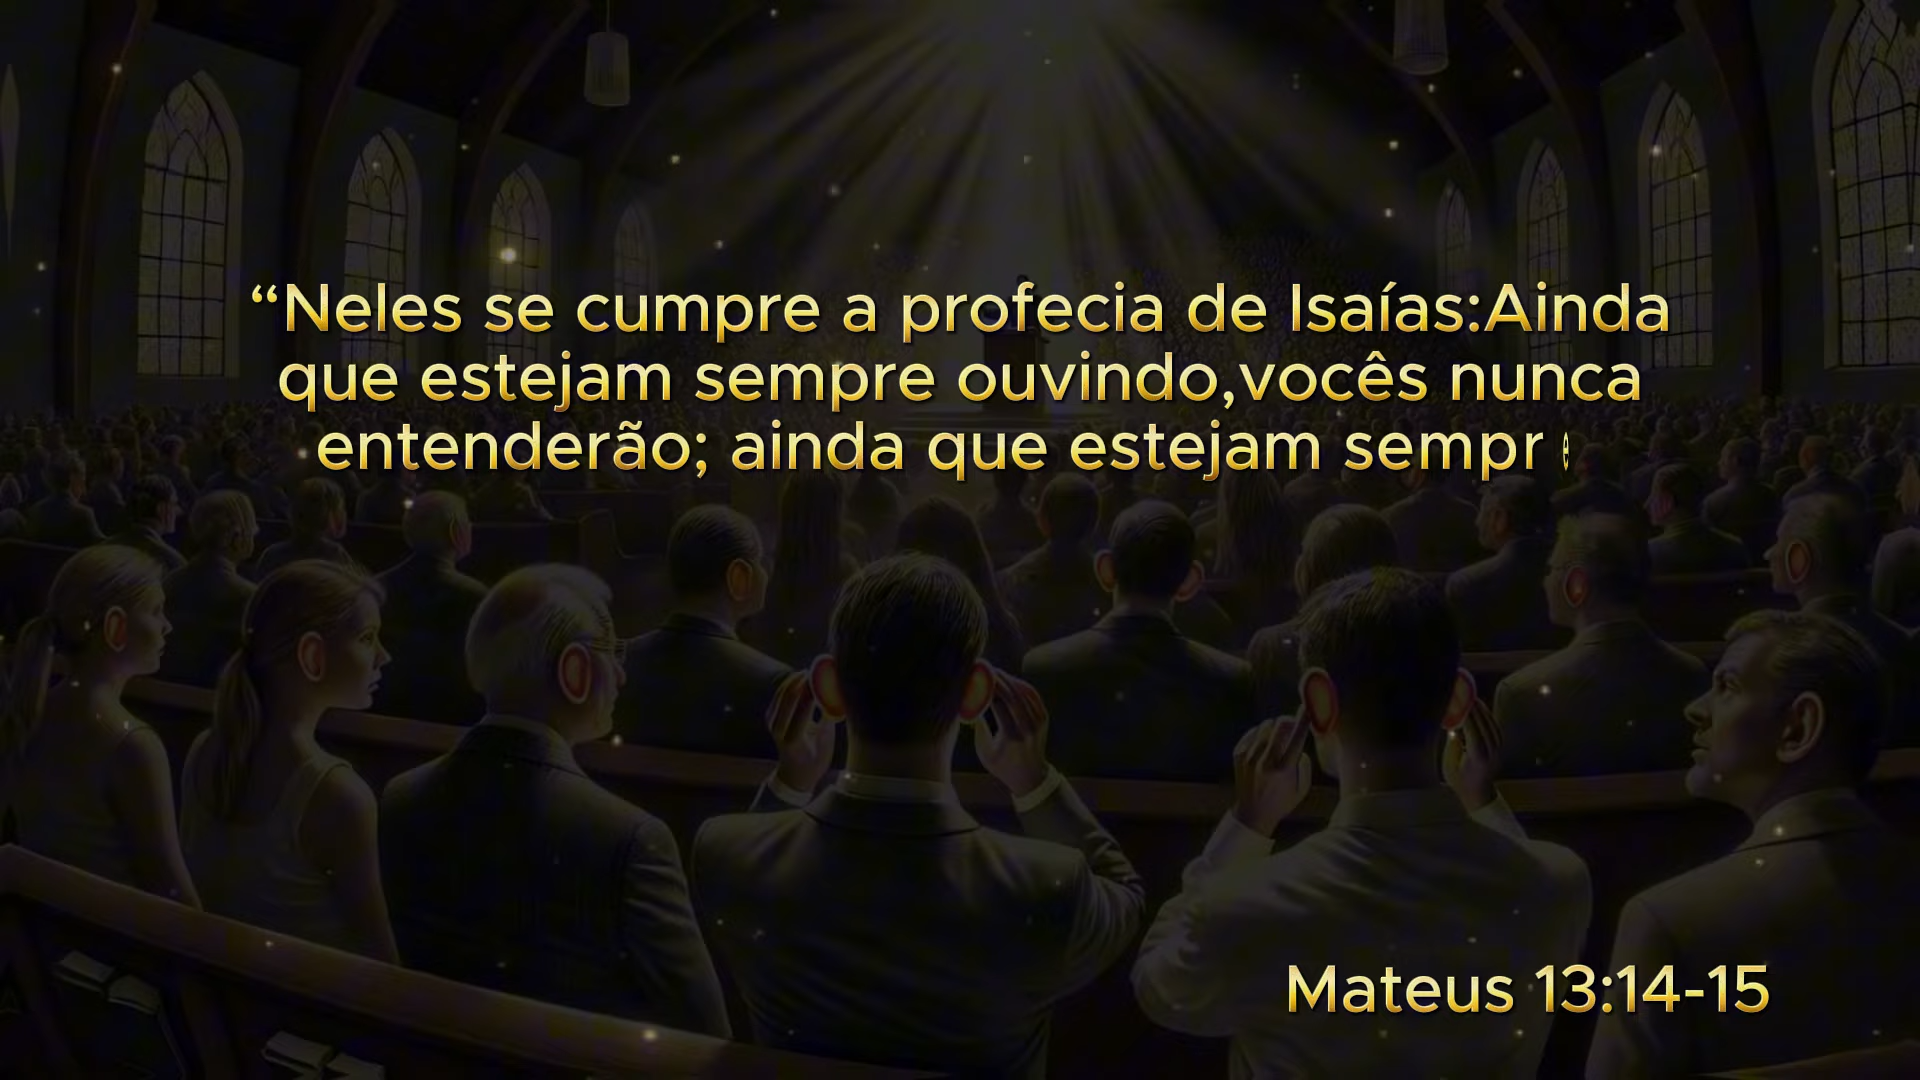 “Neles se cumpre a profecia de Isaías:Ainda
que estejam sempre ouvindo,vocês nunca
entenderão; ainda que estejam sempr e
Mateus 13:14-15